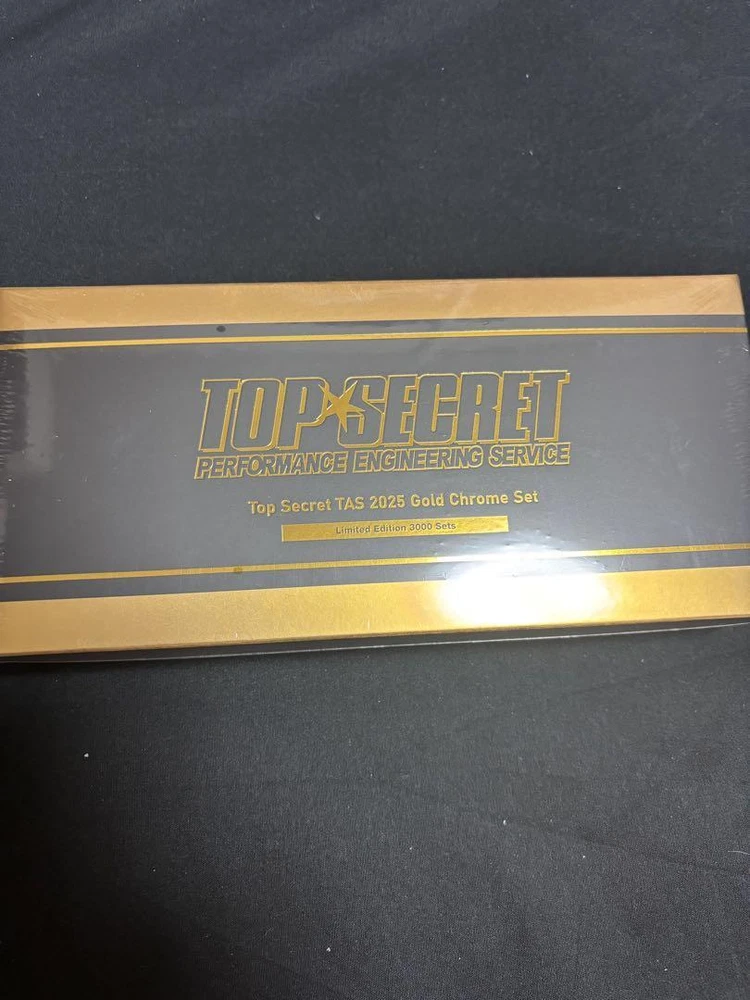 TOP SECRET
PERFORMANCE ENGINEERING SERVICE
Top Secret TAS 2025 Gold Chrome Set
Limited Edition 3000 Sets